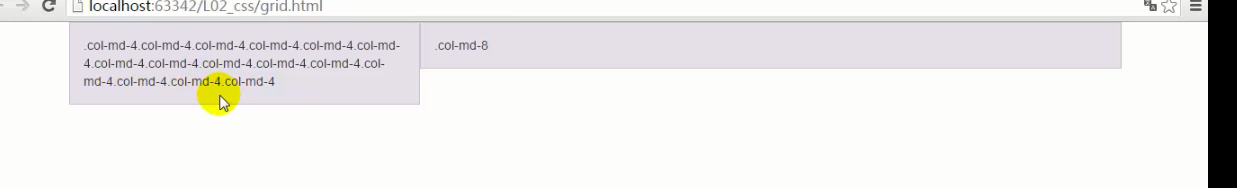 localhost:63342/L02_css/grid.html
.col-md-4.col-md-4.col-md-4.col-md-4.col-md-4.col-md-
4.col-md-4.col-md-4.col-md-4.col-md-4.col-md-4.col-
md-4.col-md-4.col-md-4.col-md-4
.col-md-8